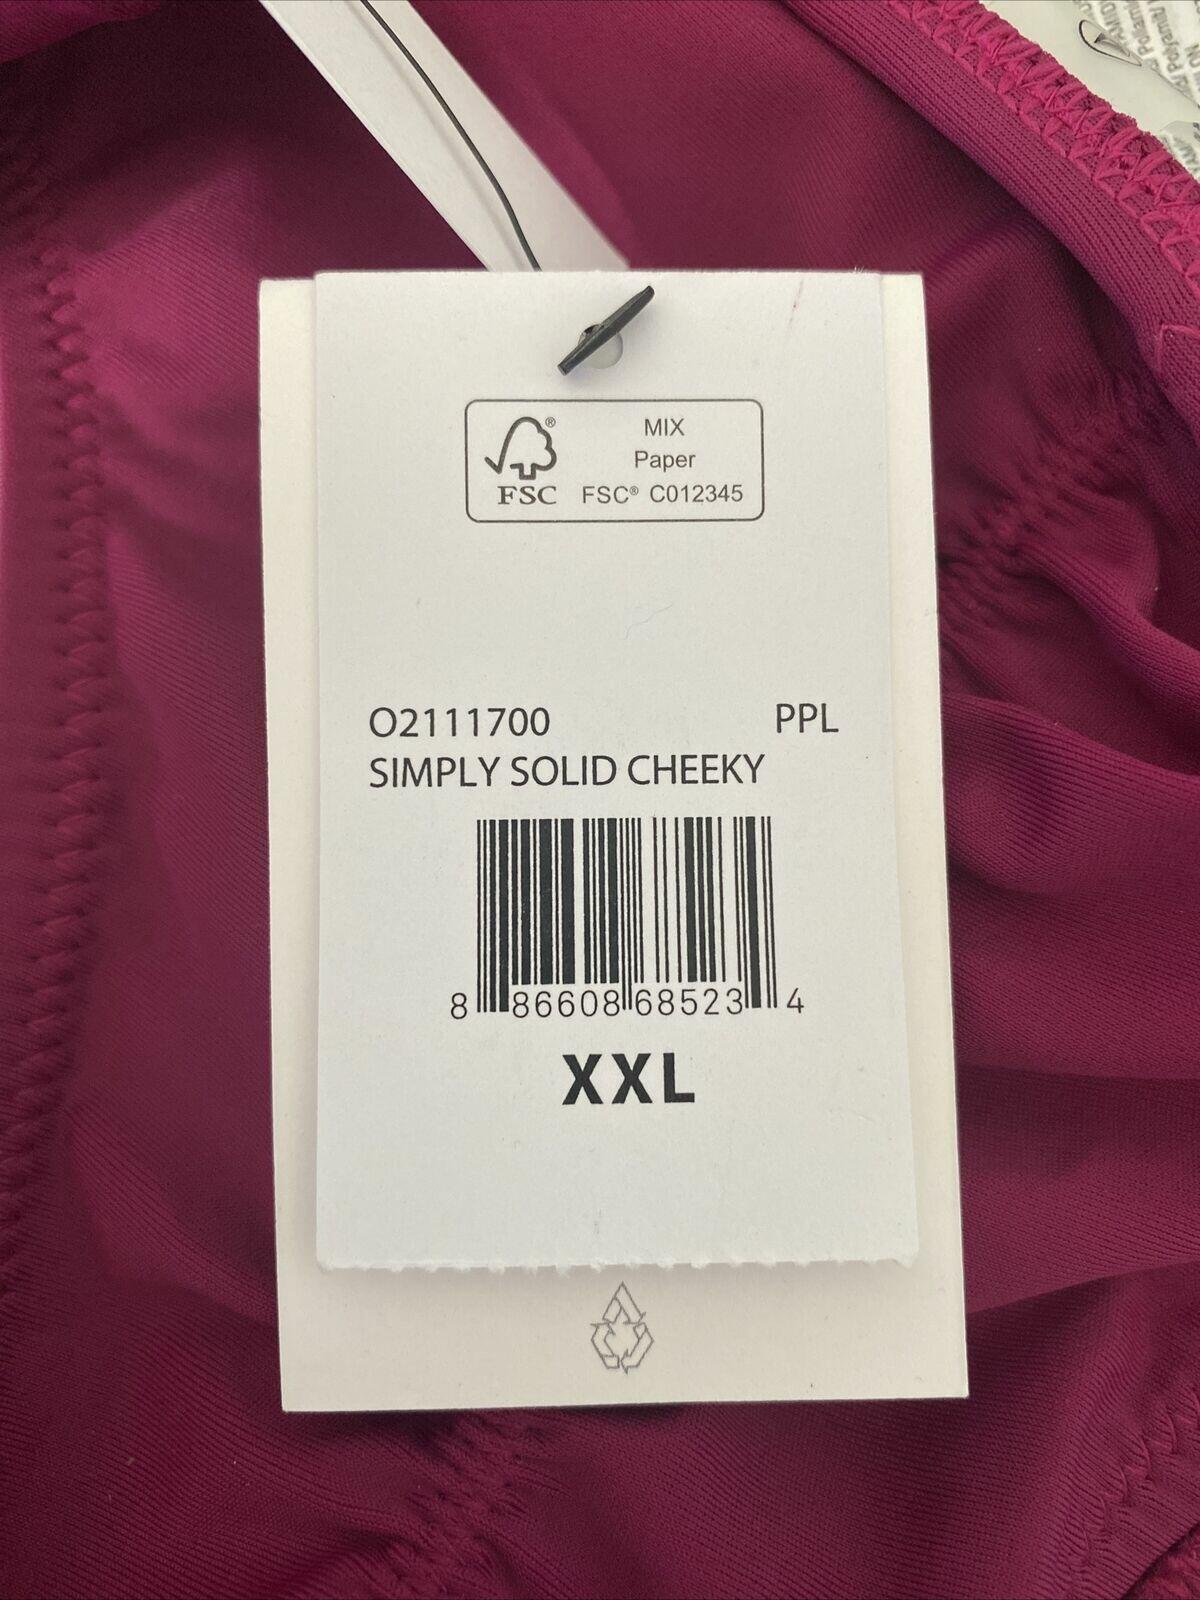 MIX
Paper
FSC® C012345
® FSC
O2111700 PPL
SIMPLY SOLID CHEEKY
8 86608 68523 4
XXL